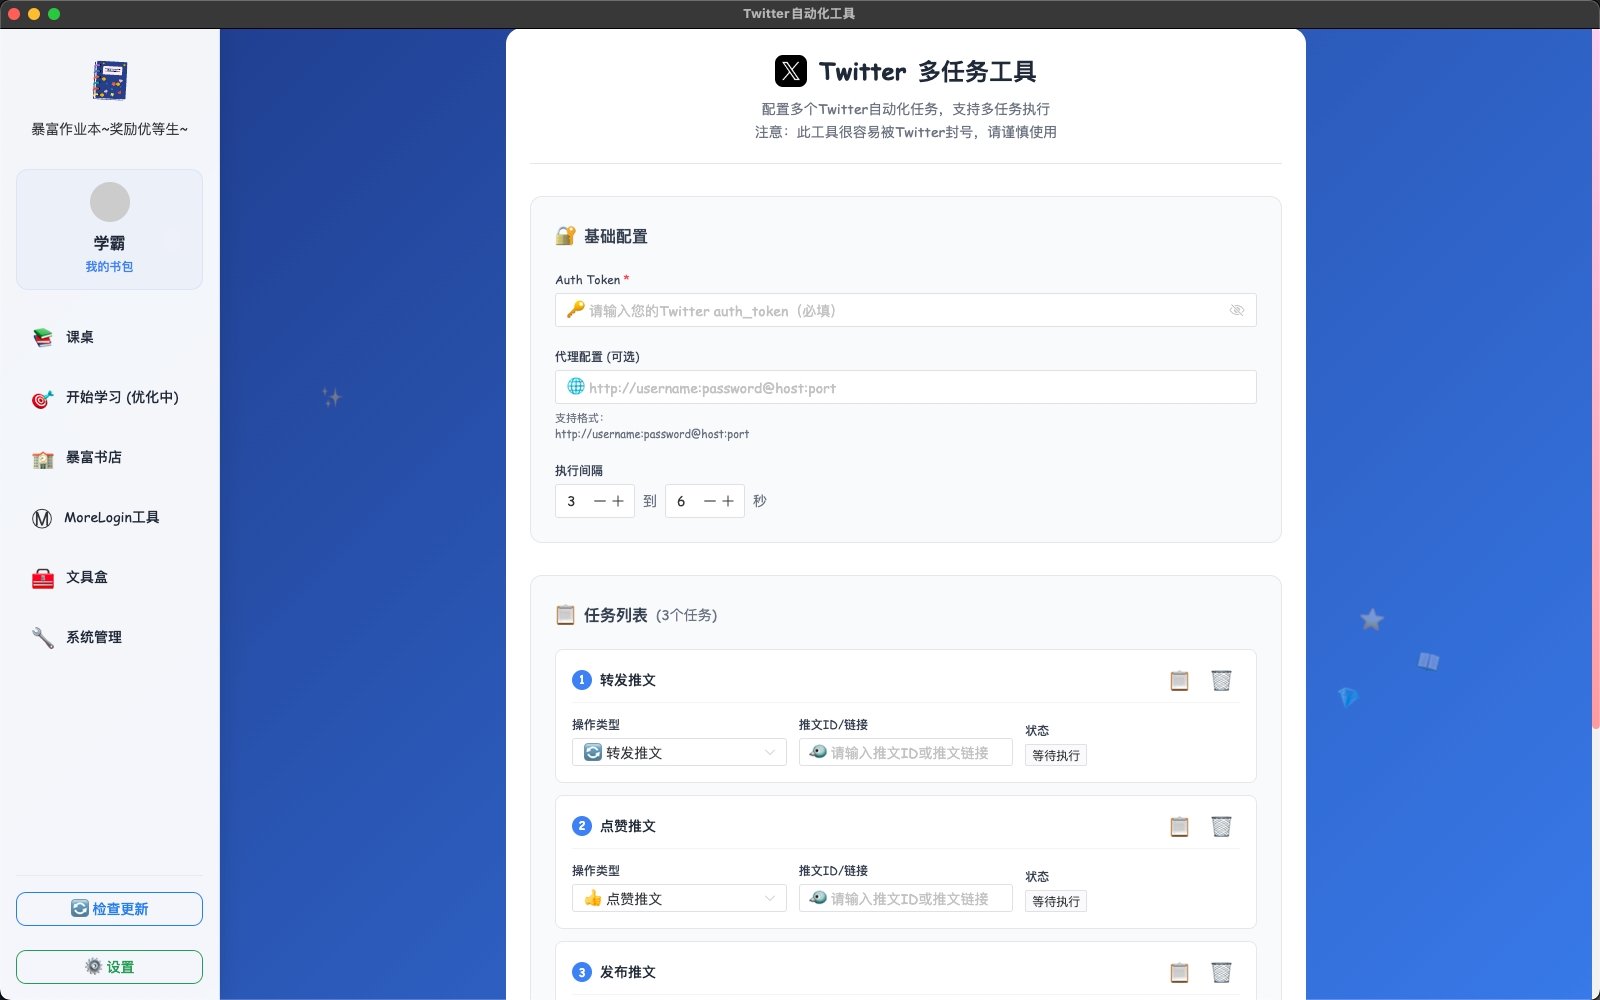 Twitter自动化工具
暴富作业本~奖励优等生~
学霸
我的书包
课桌
开始学习 (优化中)
暴富书店
MoreLogin工具
文具盒
系统管理
检查更新
设置
Twitter 多任务工具
配置多个Twitter自动化任务，支持多任务执行
注意：此工具很容易被Twitter封号，请谨慎使用
基础配置
Auth Token *
请输入您的Twitter auth_token（必填）
代理配置 (可选)
http://username:password@host:port
支持格式：
http://username:password@host:port
执行间隔
3 到 6 秒
任务列表 (3个任务)
1 转发推文
操作类型 推文ID/链接 状态
转发推文 请输入推文ID或推文链接 等待执行
2 点赞推文
操作类型 推文ID/链接 状态
点赞推文 请输入推文ID或推文链接 等待执行
3 发布推文